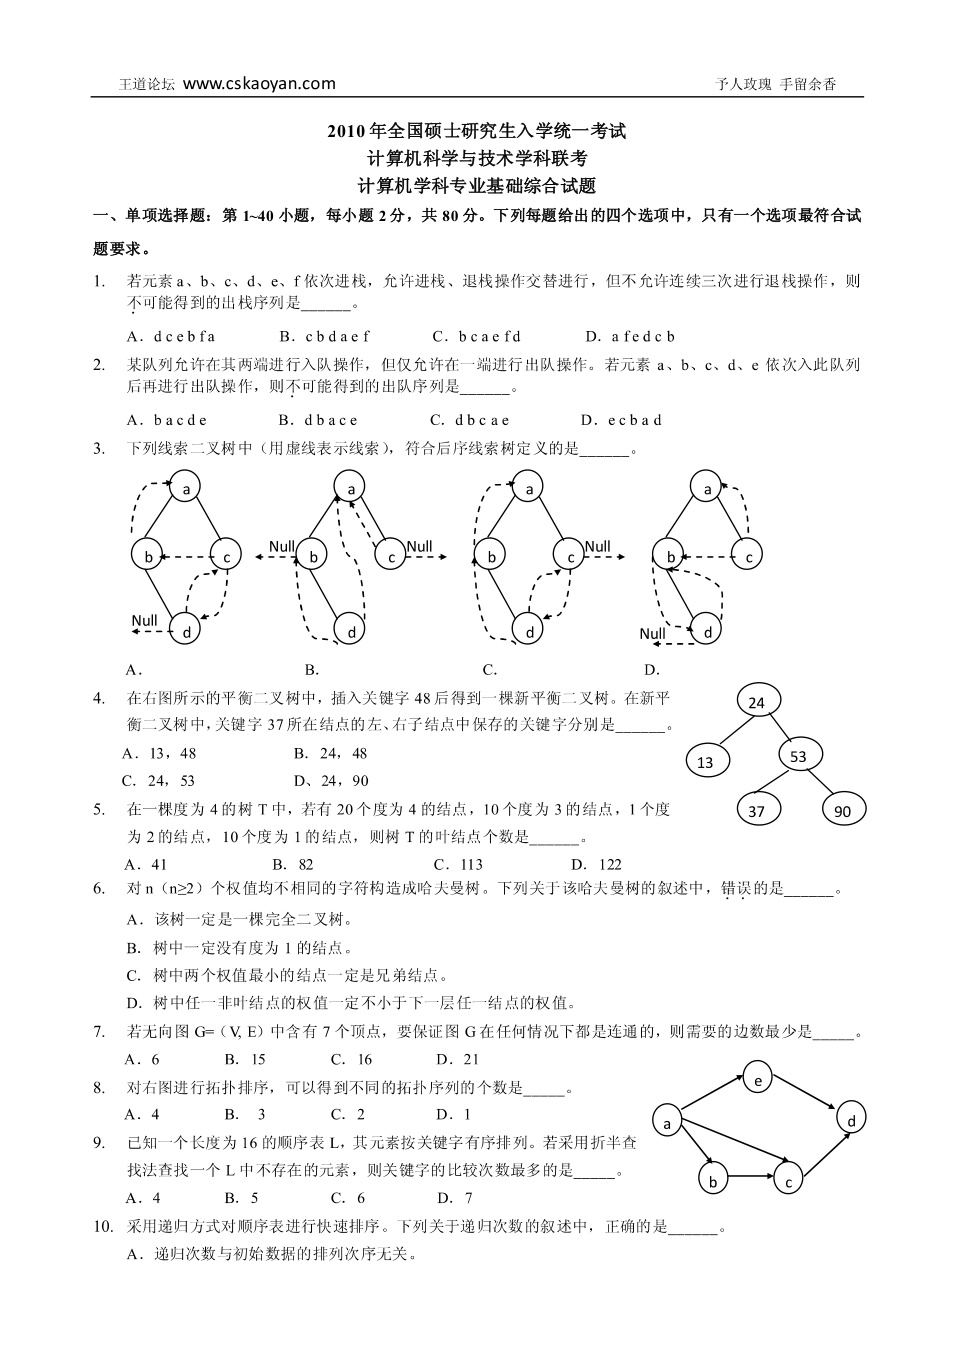 王道论坛 www.cskaoyan.com 予人玫瑰 手留余香
2010 年全国硕士研究生入学统一考试
计算机科学与技术学科联考
计算机学科专业基础综合试题
一、单项选择题：第 1~40 小题，每小题 2 分，共 80 分。下列每题给出的四个选项中，只有一个选项最符合试
题要求。
1. 若元素 a、b、c、d、e、f 依次进栈，允许进栈、退栈操作交替进行，但不允许连续三次进行退栈操作，则
不可能得到的出栈序列是______。
A．d c e b f a B．c b d a e f C．b c a e f d D．a f e d c b
2. 某队列允许在其两端进行入队操作，但仅允许在一端进行出队操作。若元素 a、b、c、d、e 依次入此队列
后再进行出队操作，则不可能得到的出队序列是______。
A．b a c d e B．d b a c e C．d b c a e D．e c b a d
3. 下列线索二叉树中（用虚线表示线索），符合后序线索树定义的是______。
a a a a
b c Null b c Null b c Null b c
Null d d d Null d
A． B． C． D．
4. 在右图所示的平衡二叉树中，插入关键字 48 后得到一棵新平衡二叉树。在新平
衡二叉树中，关键字 37 所在结点的左、右子结点中保存的关键字分别是______。
A．13，48 B．24，48
C．24，53 D、24，90
24
13 53
37 90
5. 在一棵度为 4 的树 T 中，若有 20 个度为 4 的结点，10 个度为 3 的结点，1 个度
为 2 的结点，10 个度为 1 的结点，则树 T 的叶结点个数是______。
A．41 B．82 C．113 D．122
6. 对 n（n≥2）个权值均不相同的字符构造成哈夫曼树。下列关于该哈夫曼树的叙述中，错误的是______。
A．该树一定是一棵完全二叉树。
B．树中一定没有度为 1 的结点。
C．树中两个权值最小的结点一定是兄弟结点。
D．树中任一非叶结点的权值一定不小于下一层任一结点的权值。
7. 若无向图 G=（V, E）中含有 7 个顶点，要保证图 G 在任何情况下都是连通的，则需要的边数最少是_____。
A．6 B．15 C．16 D．21
8. 对右图进行拓扑排序，可以得到不同的拓扑序列的个数是_____。
A．4 B． 3 C．2 D．1
e
a d
b c
9. 已知一个长度为 16 的顺序表 L，其元素按关键字有序排列。若采用折半查
找法查找一个 L 中不存在的元素，则关键字的比较次数最多的是_____。
A．4 B．5 C．6 D．7
10. 采用递归方式对顺序表进行快速排序。下列关于递归次数的叙述中，正确的是______。
A．递归次数与初始数据的排列次序无关。